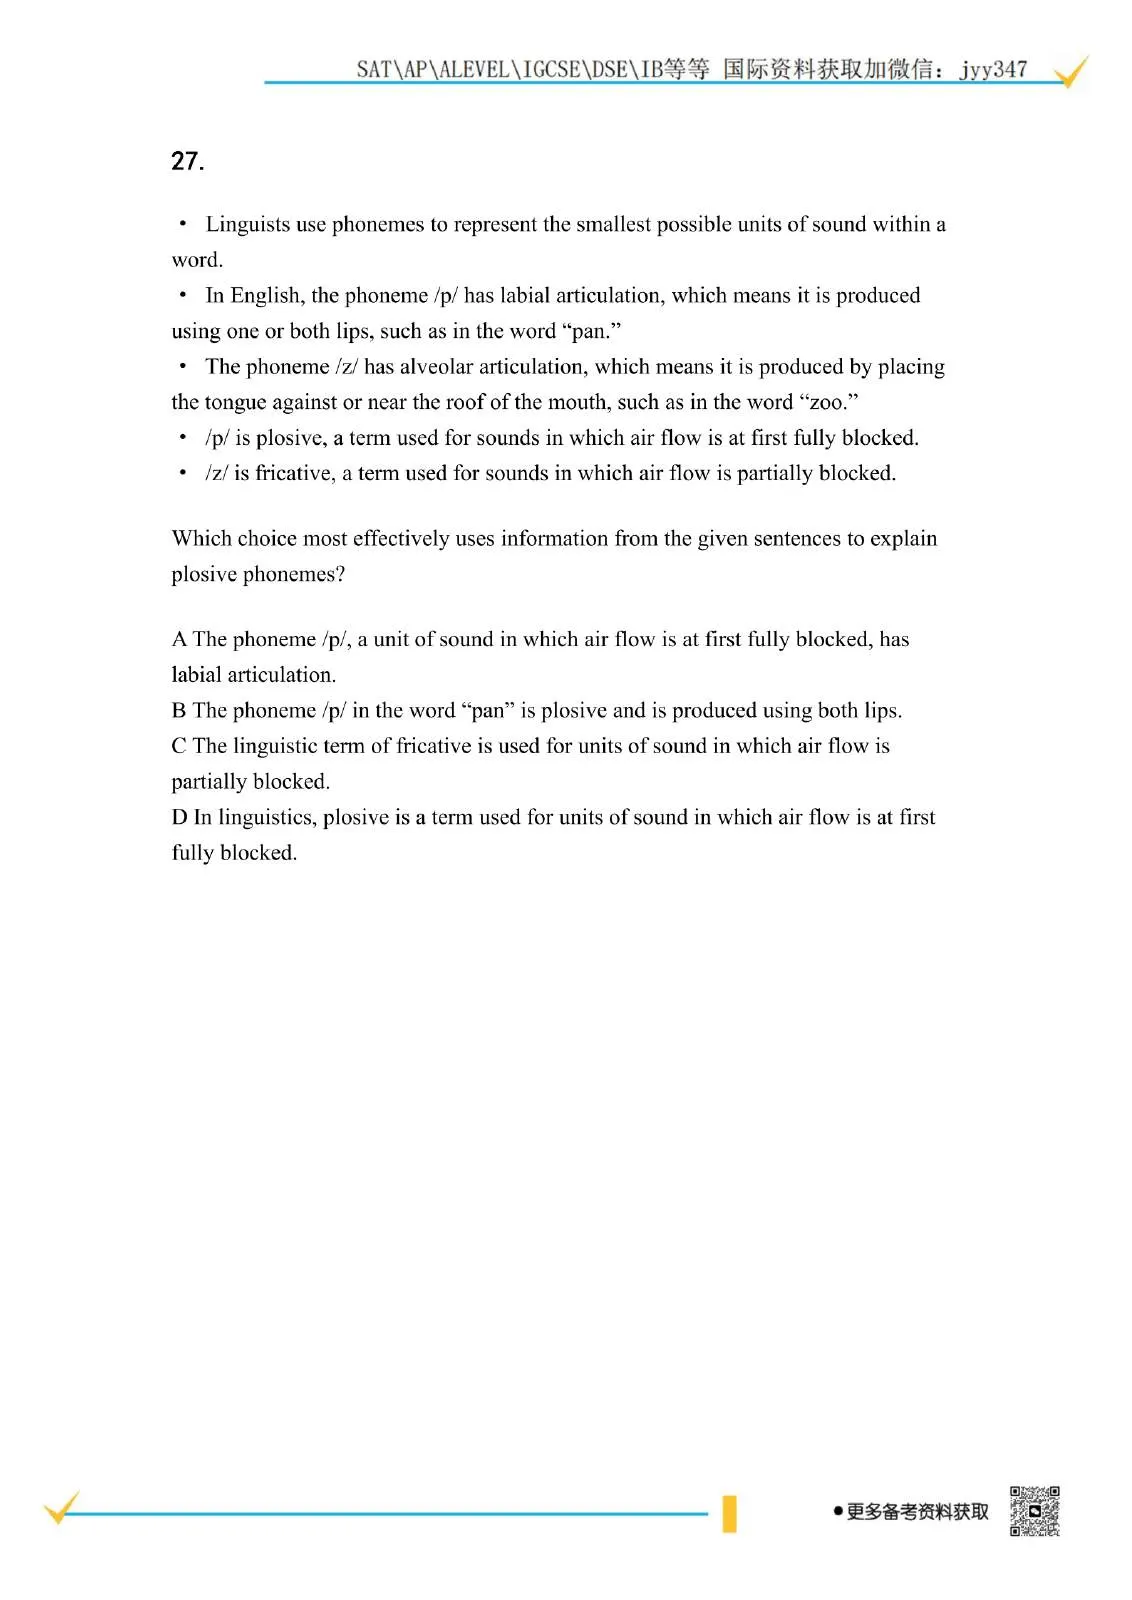 SAT\AP\ALEVEL\IGCSE\DSE\IB等等 国际资料获取加微信：jyy347
27.
• Linguists use phonemes to represent the smallest possible units of sound within a
word.
• In English, the phoneme /p/ has labial articulation, which means it is produced
using one or both lips, such as in the word “pan.”
• The phoneme /z/ has alveolar articulation, which means it is produced by placing
the tongue against or near the roof of the mouth, such as in the word “zoo.”
• /p/ is plosive, a term used for sounds in which air flow is at first fully blocked.
• /z/ is fricative, a term used for sounds in which air flow is partially blocked.
Which choice most effectively uses information from the given sentences to explain
plosive phonemes?
A The phoneme /p/, a unit of sound in which air flow is at first fully blocked, has
labial articulation.
B The phoneme /p/ in the word “pan” is plosive and is produced using both lips.
C The linguistic term of fricative is used for units of sound in which air flow is
partially blocked.
D In linguistics, plosive is a term used for units of sound in which air flow is at first
fully blocked.
•更多备考资料获取